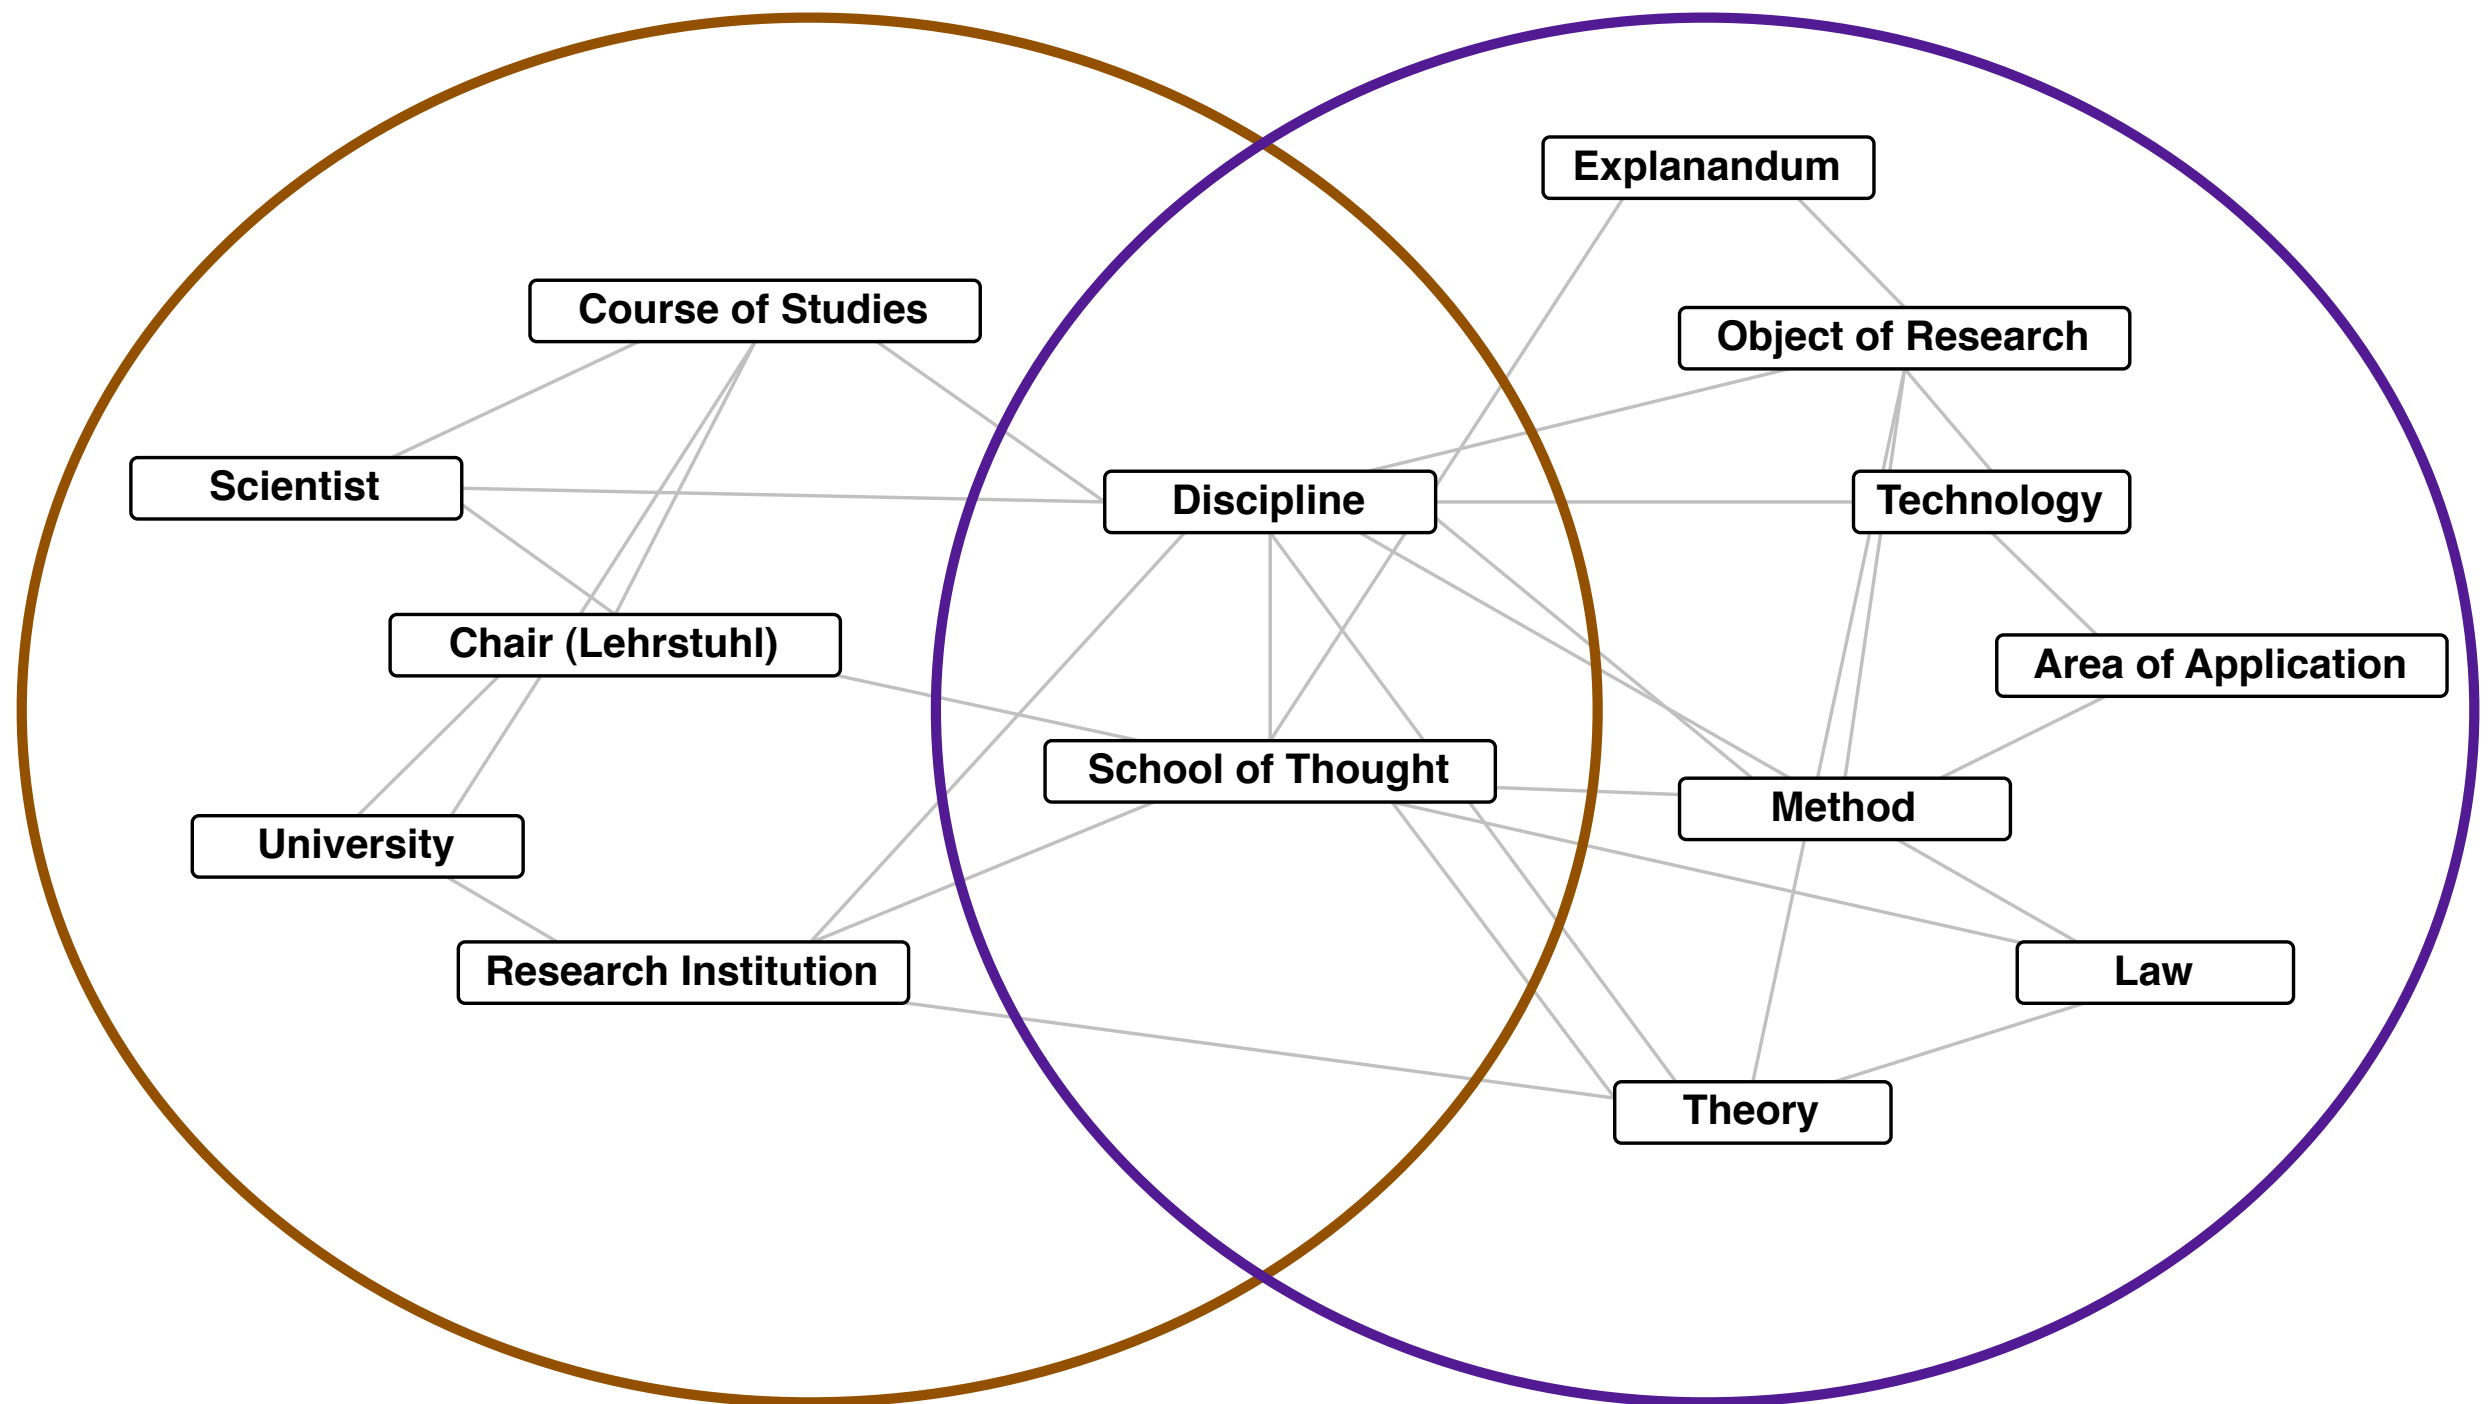 Explanandum
Course of Studies
Object of Research
Scientist
Discipline
Technology
Chair (Lehrstuhl)
Area of Application
School of Thought
Method
University
Research Institution
Law
Theory